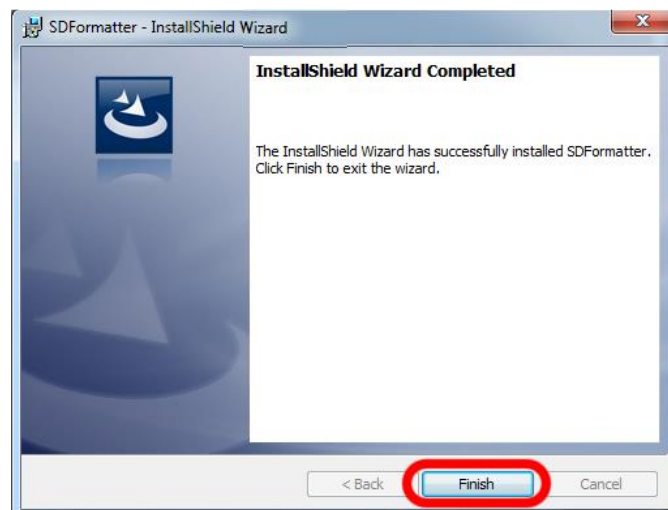 SDFormatter - InstallShield Wizard
InstallShield Wizard Completed
The InstallShield Wizard has successfully installed SDFormatter.
Click Finish to exit the wizard.
< Back
Finish
Cancel